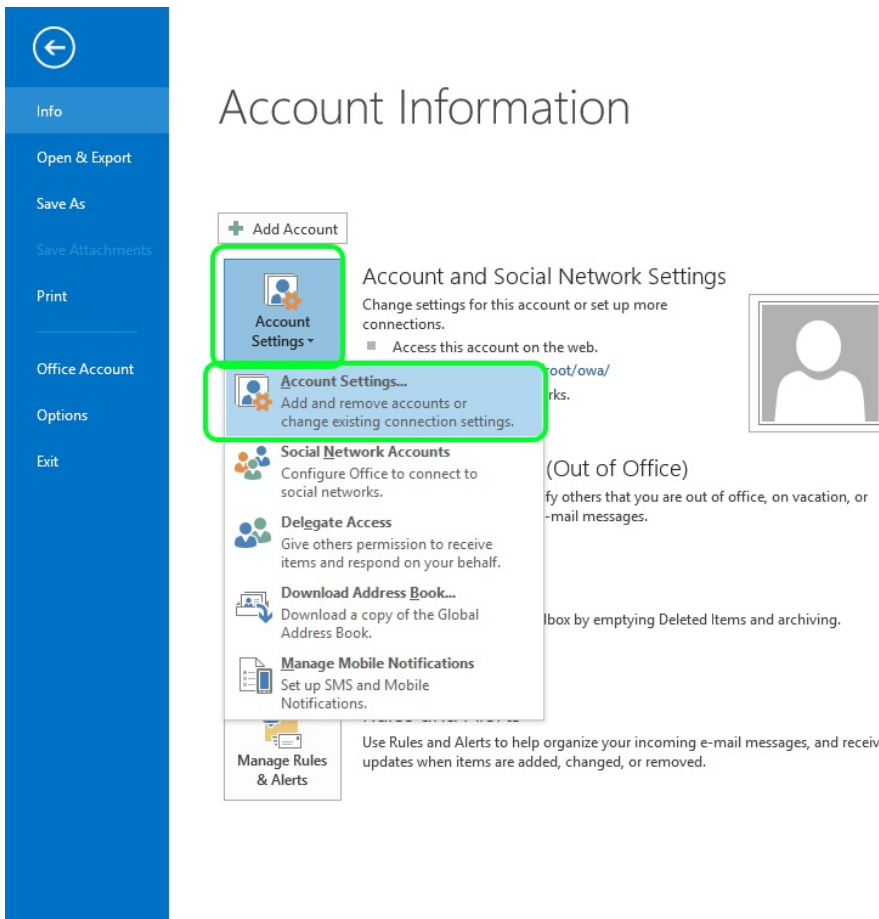 Info
Open & Export
Save As
Save Attachments
Print
Office Account
Options
Exit
Account Information
Add Account
Account
Settings
Account and Social Network Settings
Change settings for this account or set up more
connections.
Access this account on the web.
root/owa/
rks.
Account Settings...
Add and remove accounts or
change existing connection settings.
Social Network Accounts
Configure Office to connect to
social networks.
Delegate Access
Give others permission to receive
items and respond on your behalf.
Download Address Book...
Download a copy of the Global
Address Book.
Manage Mobile Notifications
Set up SMS and Mobile
Notifications.
(Out of Office)
fy others that you are out of office, on vacation, or
-mail messages.
lbox by emptying Deleted Items and archiving.
Manage Rules
& Alerts
Rules and Alerts
Use Rules and Alerts to help organize your incoming e-mail messages, and receiv
updates when items are added, changed, or removed.